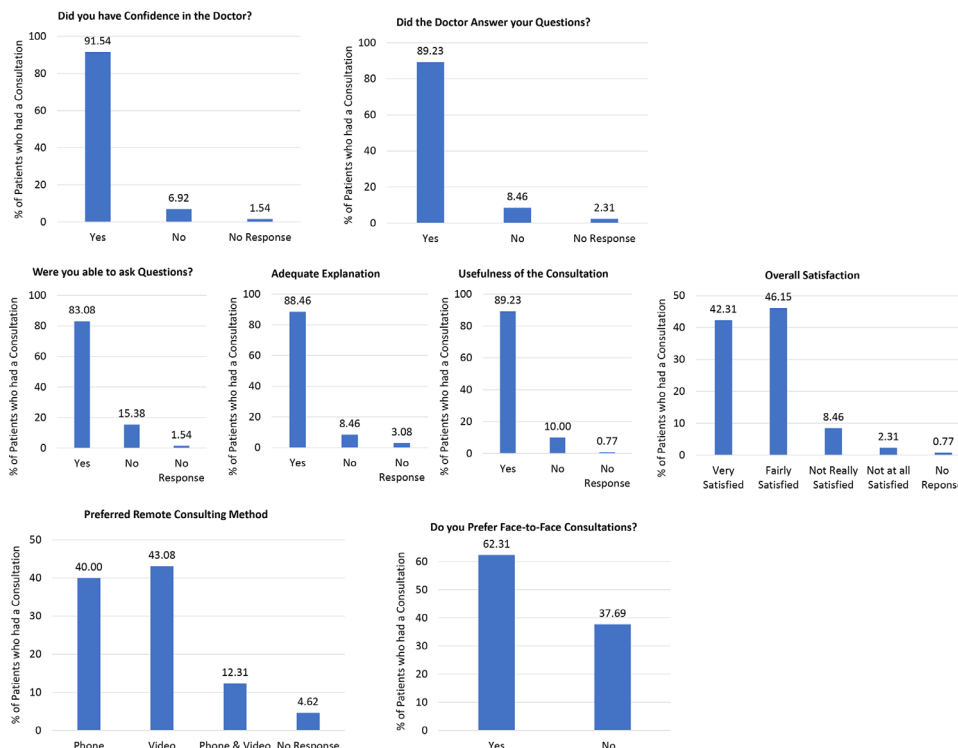 Did you have Confidence in the Doctor?
% of Patients who had a Consultation
100
80
60
40
20
0
91.54
6.92
1.54
Yes No No Response
Did the Doctor Answer your Questions?
% of Patients who had a Consultation
100
80
60
40
20
0
89.23
8.46
2.31
Yes No No Response
Were you able to ask Questions?
% of Patients who had a Consultation
100
80
60
40
20
0
83.08
15.38
1.54
Yes No No
Response
Adequate Explanation
% of Patients who had a Consultation
100
80
60
40
20
0
88.46
8.46
3.08
Yes No No
Response
Usefulness of the Consultation
% of Patients who had a Consultation
100
80
60
40
20
0
89.23
10.00
0.77
Yes No No
Response
Overall Satisfaction
% of Patients who had a Consultation
50
40
30
20
10
0
42.31
46.15
8.46
2.31
0.77
Very Fairly Not Really Not at all No
Satisfied Satisfied Satisfied Satisfied Reponse
Preferred Remote Consulting Method
% of Patients who had a Consultation
50
40
30
20
10
0
40.00
43.08
12.31
4.62
Phone Video Phone & Video No Response
Do you Prefer Face-to-Face Consultations?
% of Patients who had a Consultation
60
50
40
30
20
10
0
62.31
37.69
Yes No